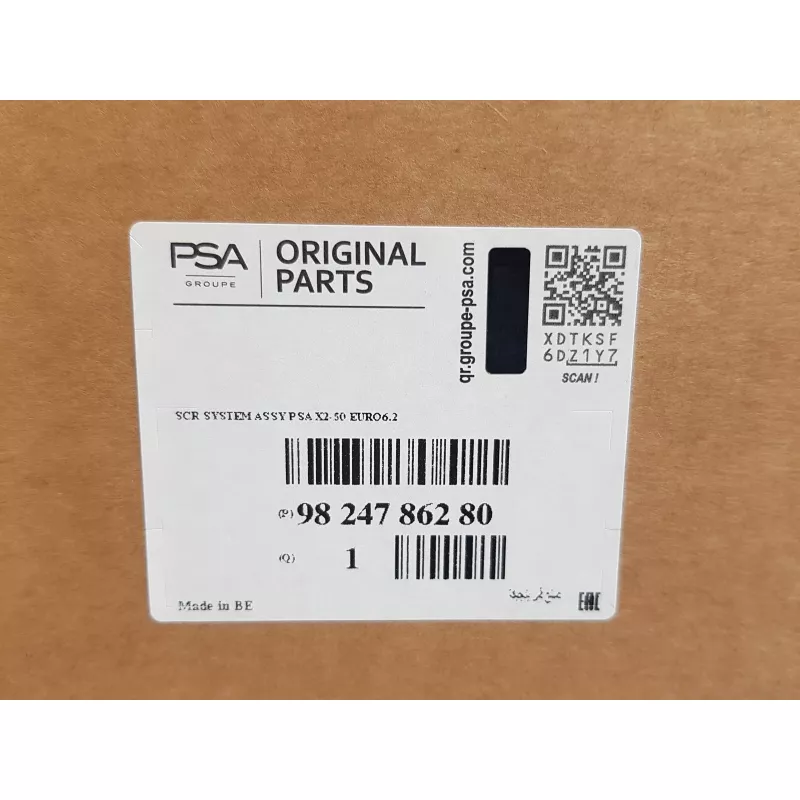 PSA
GROUPE
ORIGINAL
PARTS
qr.groupe-psa.com
XDTKSF
6DZ1Y7
SCAN!
SCR SYSTEM ASSY PSA X2-50 EURO6.2
(P) 98 247 862 80
(Q) 1
Made in BE
EAC